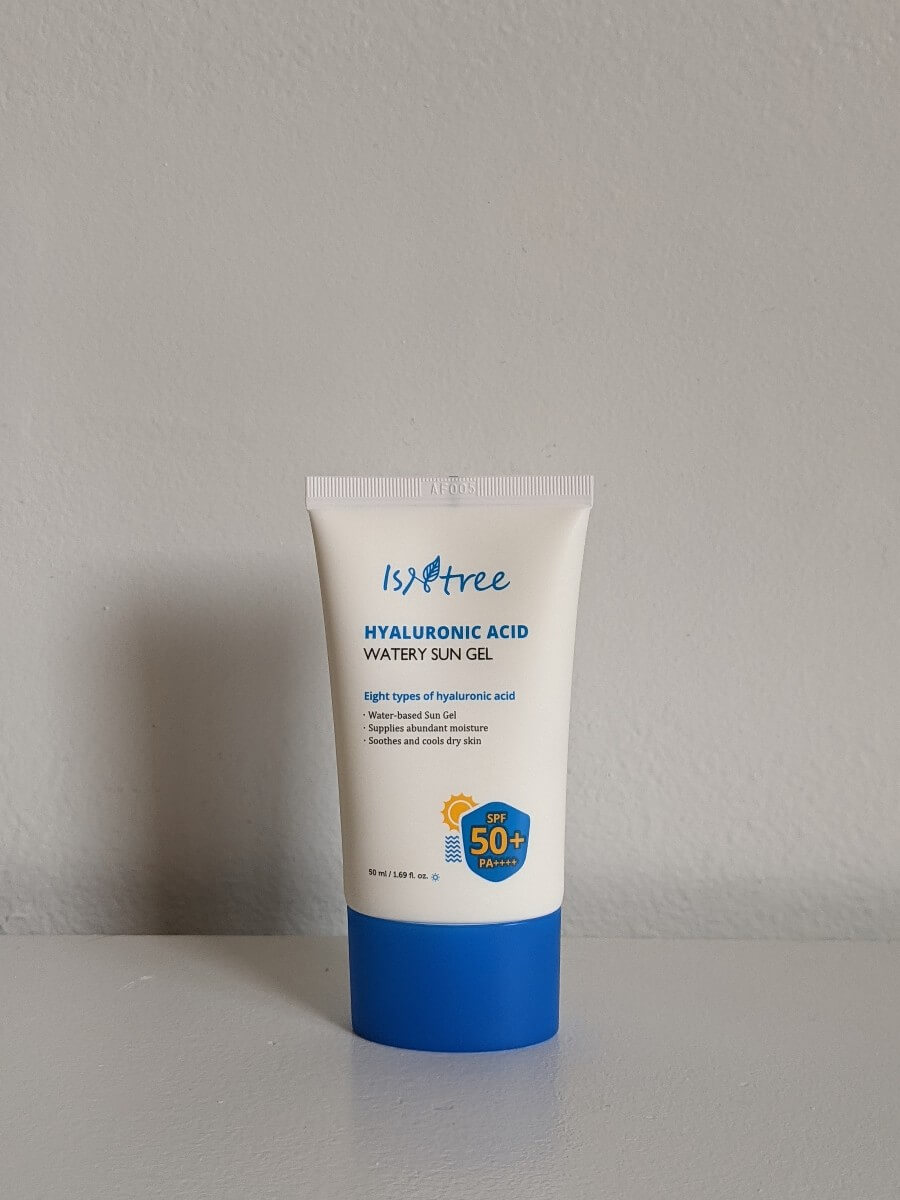 AF005
Isntree
HYALURONIC ACID
WATERY SUN GEL
Eight types of hyaluronic acid
· Water-based Sun Gel
· Supplies abundant moisture
· Soothes and cools dry skin
SPF
50+
PA++++
50 ml / 1.69 fl. oz.